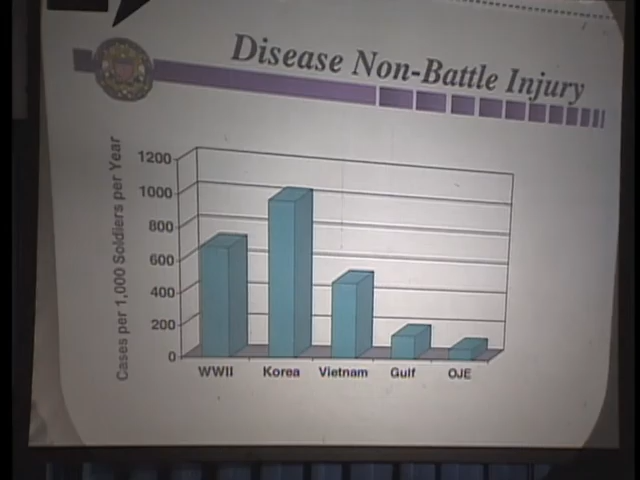 Disease Non-Battle Injury
Cases per 1,000 Soldiers per Year
1200
1000
800
600
400
200
0
WWII Korea Vietnam Gulf OJE